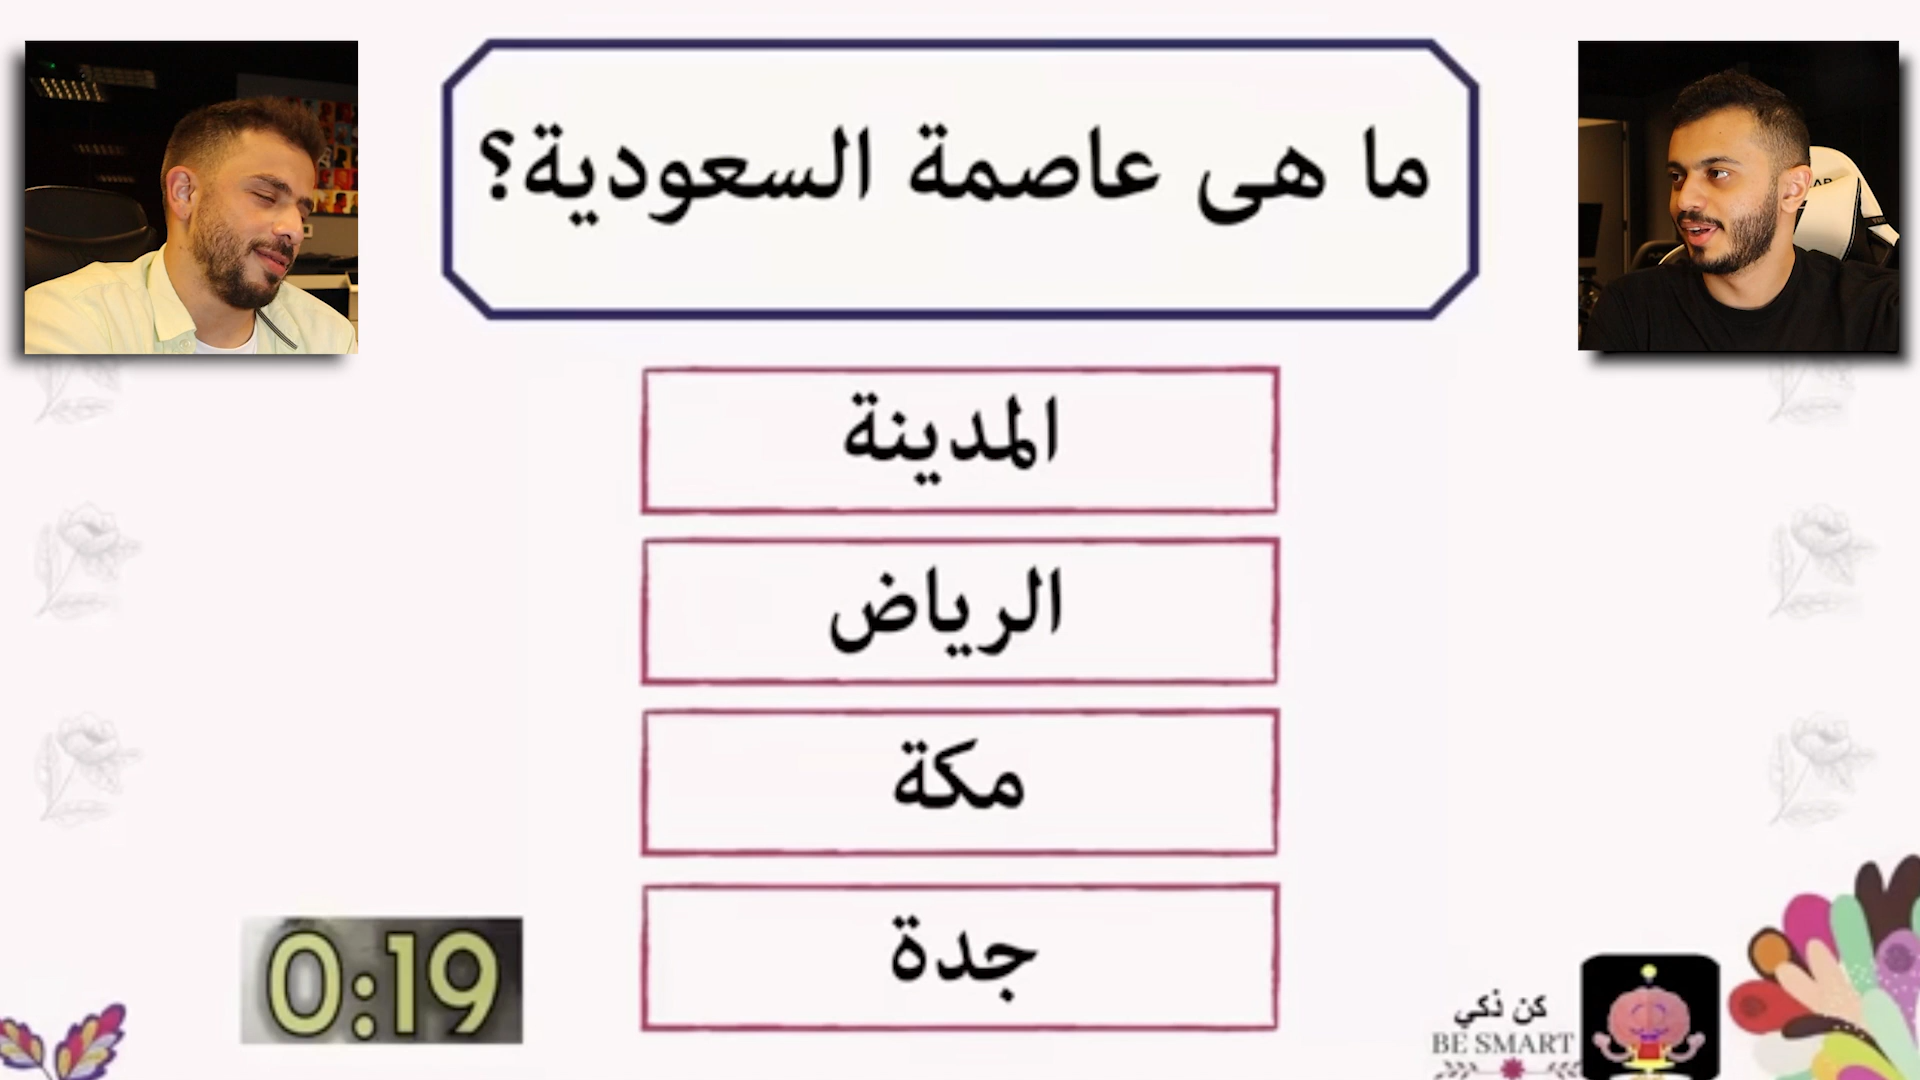 ما هى عاصمة السعودية؟
المدينة
الرياض
مكة
جدة
0:19
كن ذكي
BE SMART